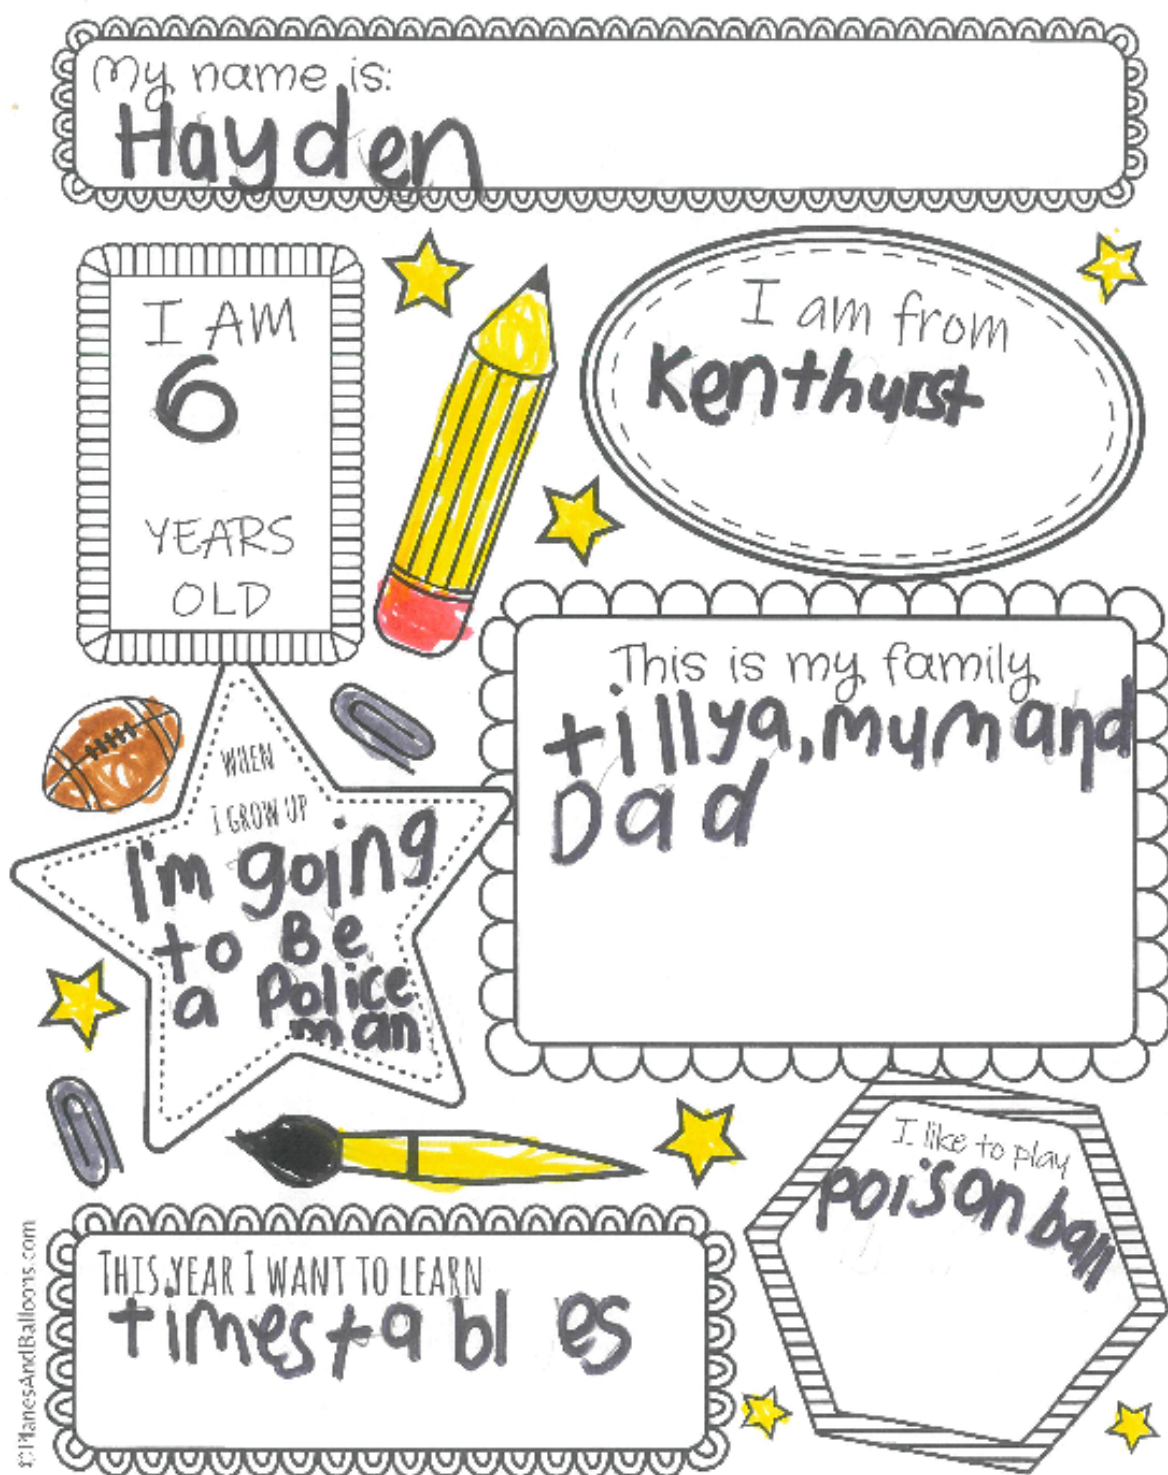 My name is:
Hayden
I AM
6
YEARS
OLD
I am from
Kenthurst
This is my family
tillya, mum and
Dad
WHEN
I GROW UP
I'm going
to Be
a Police
man
I like to play
poison ball
THIS YEAR I WANT TO LEARN
timestables
©PlanesAndBalloons.com